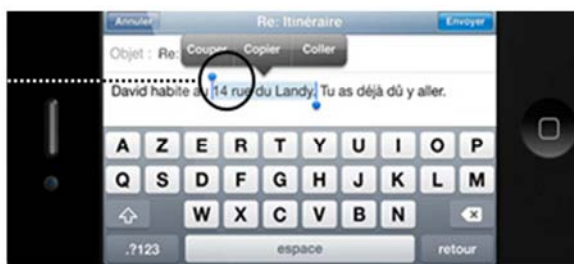 Annuler Re: Itinéraire Envoyer
Objet : Re:
Couper Copier Coller
David habite au 14 rue du Landy. Tu as déjà dû y aller.
A Z E R T Y U I O P
Q S D F G H J K L M
W X C V B N
.?123 espace retour